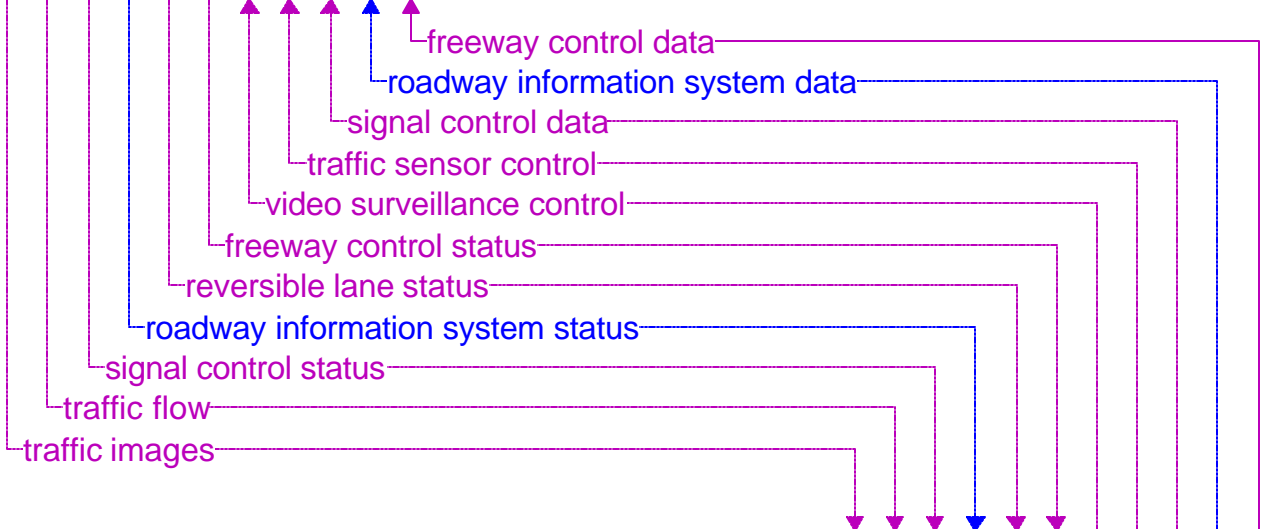 freeway control data
roadway information system data
signal control data
traffic sensor control
video surveillance control
freeway control status
reversible lane status
roadway information system status
signal control status
traffic flow
traffic images